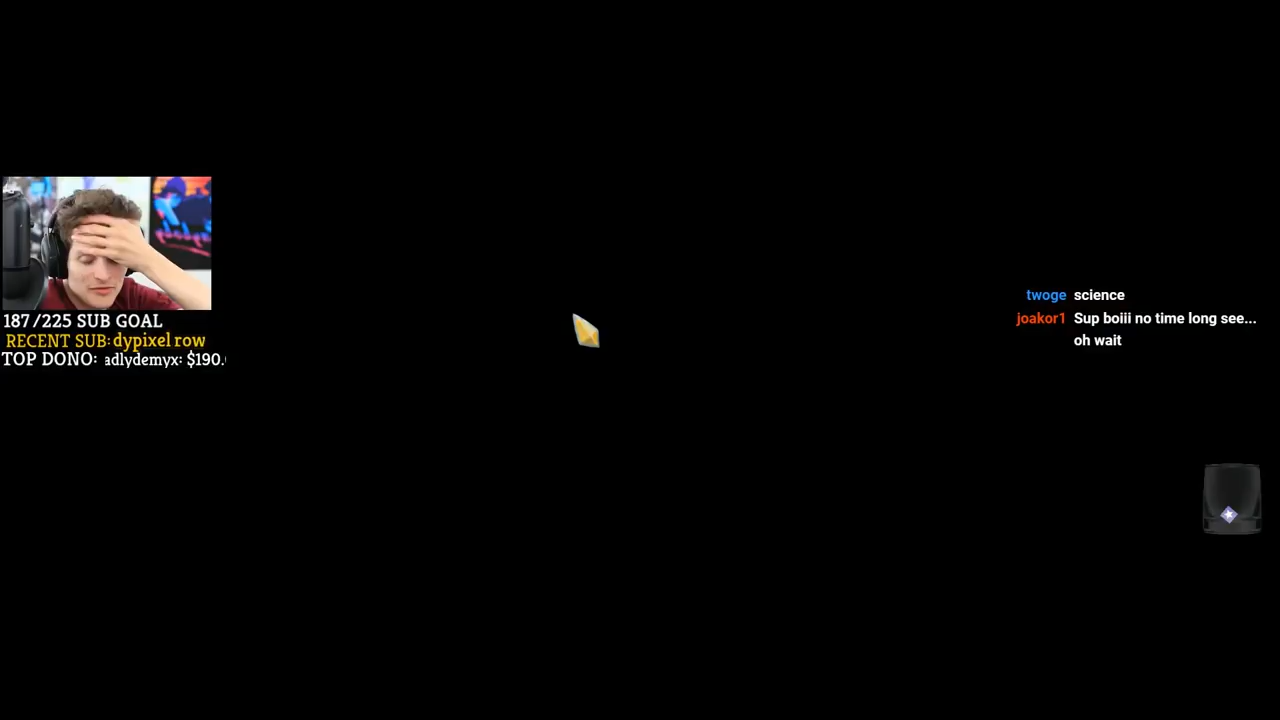 187/225 SUB GOAL
RECENT SUB: dypixel row
TOP DONO: adlydemyx: $190.
twoge science
joakor1 Sup boiii no time long see...
oh wait